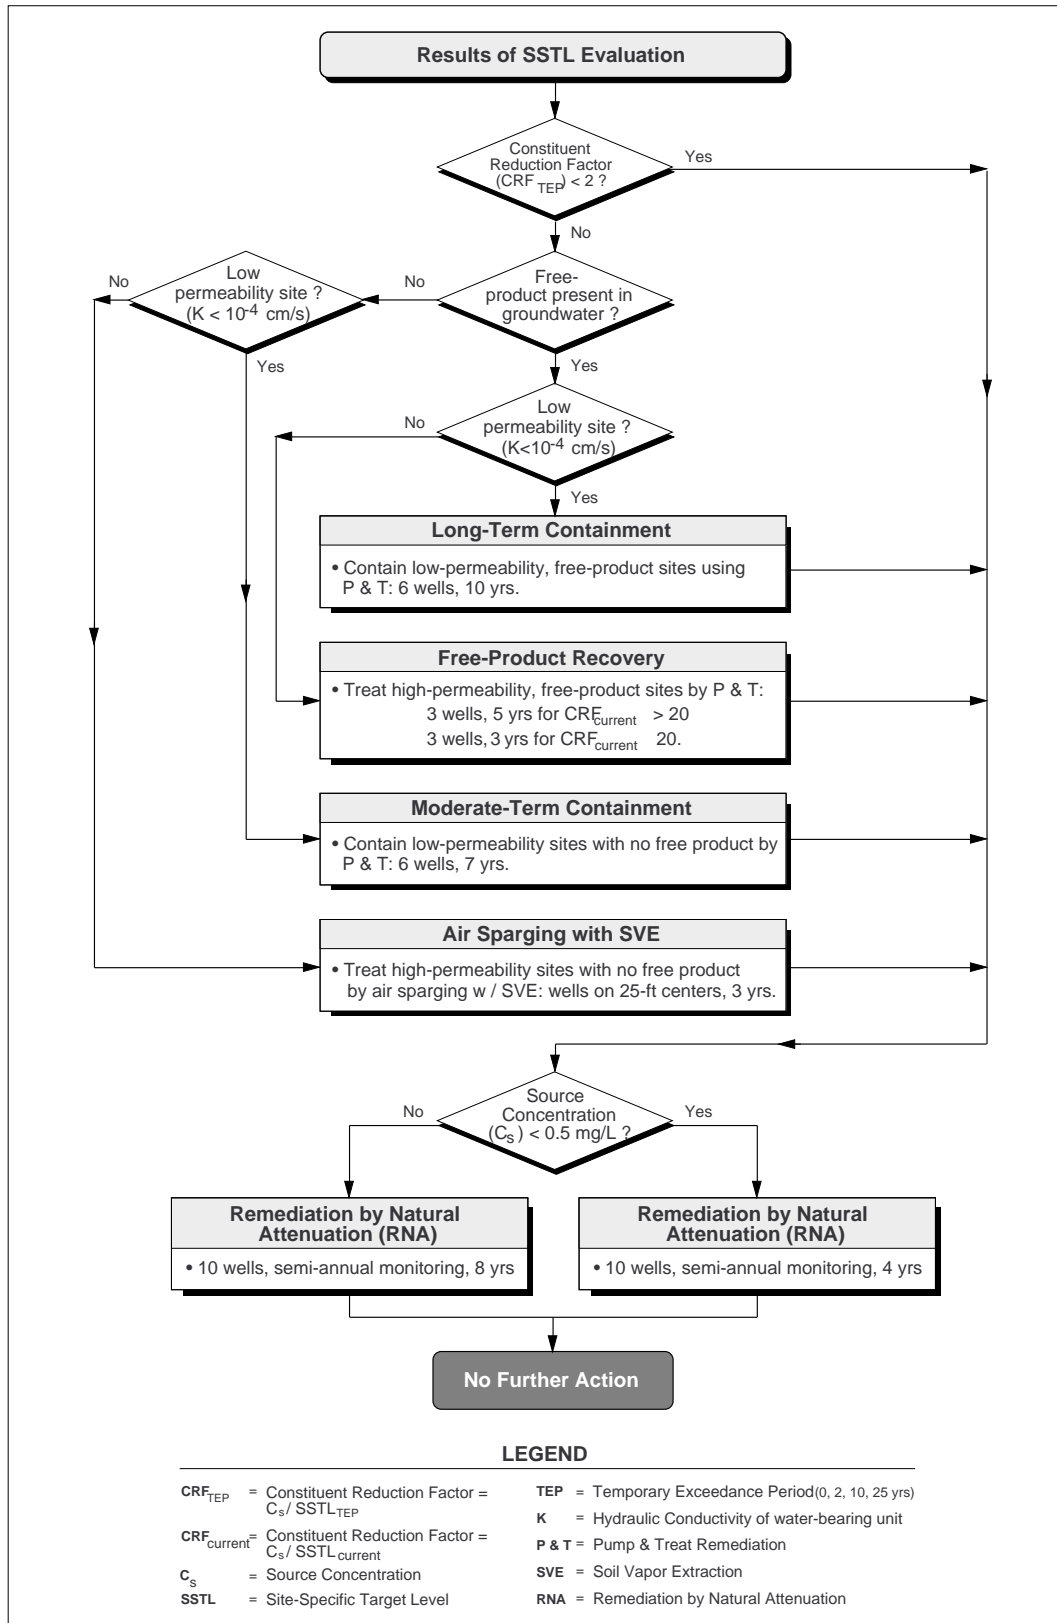 Results of SSTL Evaluation
Constituent
Reduction Factor
(CRF TEP) < 2 ?
Yes
No
Free-
product present in
groundwater ?
No
Low
permeability site ?
(K < 10-4 cm/s)
No
Yes
Yes
Low
permeability site ?
(K<10-4 cm/s)
No
Yes
Long-Term Containment
• Contain low-permeability, free-product sites using
P & T: 6 wells, 10 yrs.
Free-Product Recovery
• Treat high-permeability, free-product sites by P & T:
3 wells, 5 yrs for CRFcurrent > 20
3 wells, 3 yrs for CRFcurrent 20.
Moderate-Term Containment
• Contain low-permeability sites with no free product by
P & T: 6 wells, 7 yrs.
Air Sparging with SVE
• Treat high-permeability sites with no free product
by air sparging w / SVE: wells on 25-ft centers, 3 yrs.
Source
Concentration
(Cs) < 0.5 mg/L ?
No
Yes
Remediation by Natural
Attenuation (RNA)
• 10 wells, semi-annual monitoring, 8 yrs
Remediation by Natural
Attenuation (RNA)
• 10 wells, semi-annual monitoring, 4 yrs
No Further Action
LEGEND
CRFTEP = Constituent Reduction Factor =
Cs / SSTLTEP
CRFcurrent = Constituent Reduction Factor =
Cs / SSTLcurrent
CS = Source Concentration
SSTL = Site-Specific Target Level
TEP = Temporary Exceedance Period(0, 2, 10, 25 yrs)
K = Hydraulic Conductivity of water-bearing unit
P & T = Pump & Treat Remediation
SVE = Soil Vapor Extraction
RNA = Remediation by Natural Attenuation